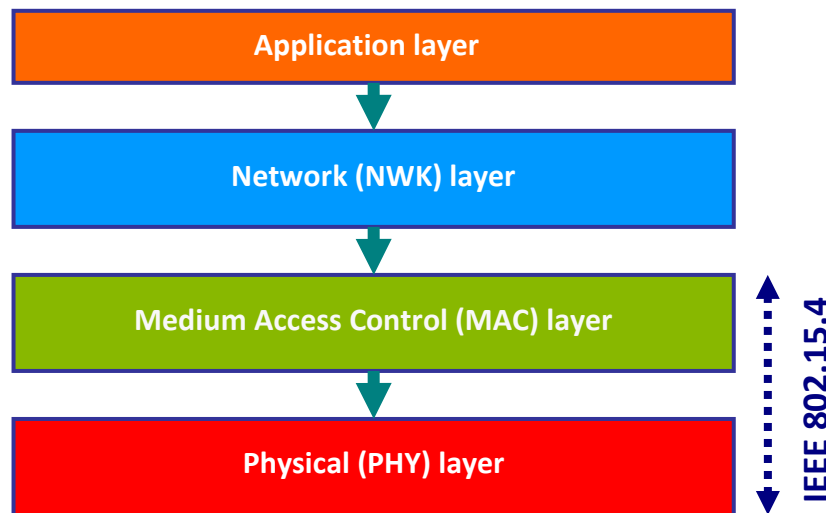 Application layer
Network (NWK) layer
Medium Access Control (MAC) layer
IEEE 802.15.4
Physical (PHY) layer